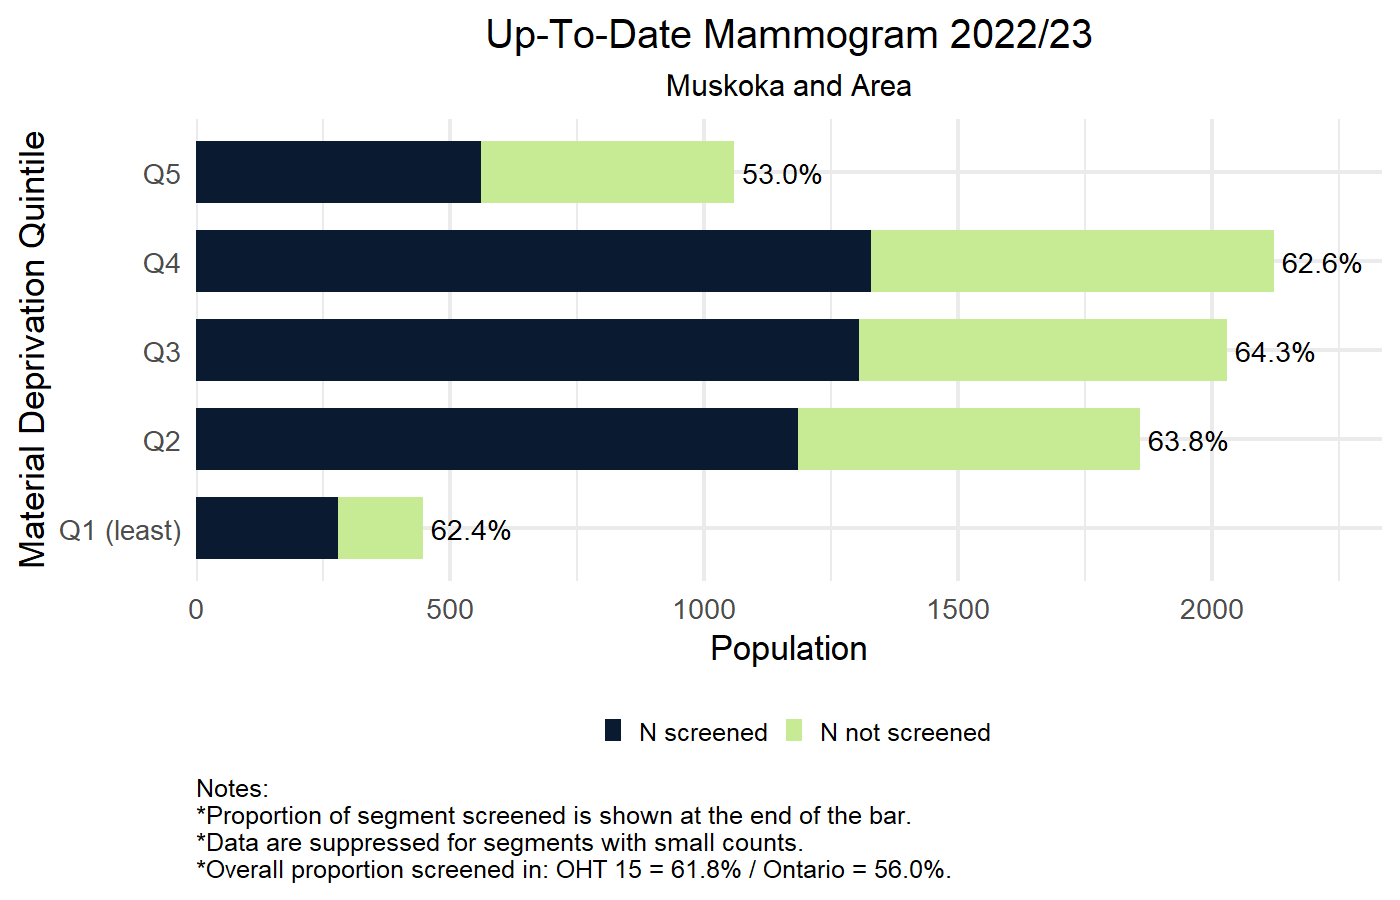 Up-To-Date Mammogram 2022/23
Muskoka and Area
Material Deprivation Quintile
Q5
53.0%
Q4
62.6%
Q3
64.3%
Q2
63.8%
Q1 (least)
62.4%
0 500 1000 1500 2000
Population
N screened N not screened
Notes:
*Proportion of segment screened is shown at the end of the bar.
*Data are suppressed for segments with small counts.
*Overall proportion screened in: OHT 15 = 61.8% / Ontario = 56.0%.